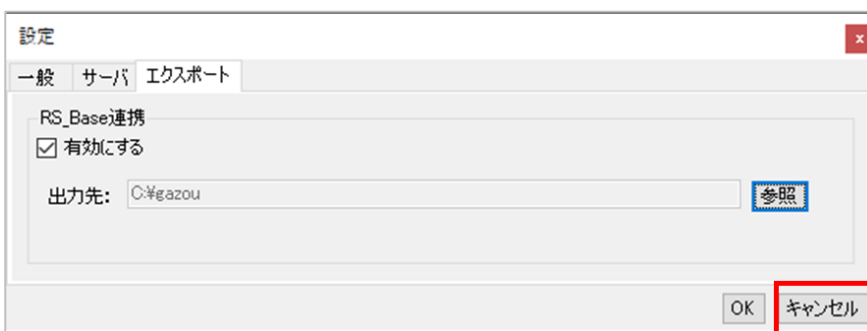 設定
x
一般 サーバ エクスポート
RS_Base連携
有効にする
出力先: C:¥gazou 参照
OK キャンセル